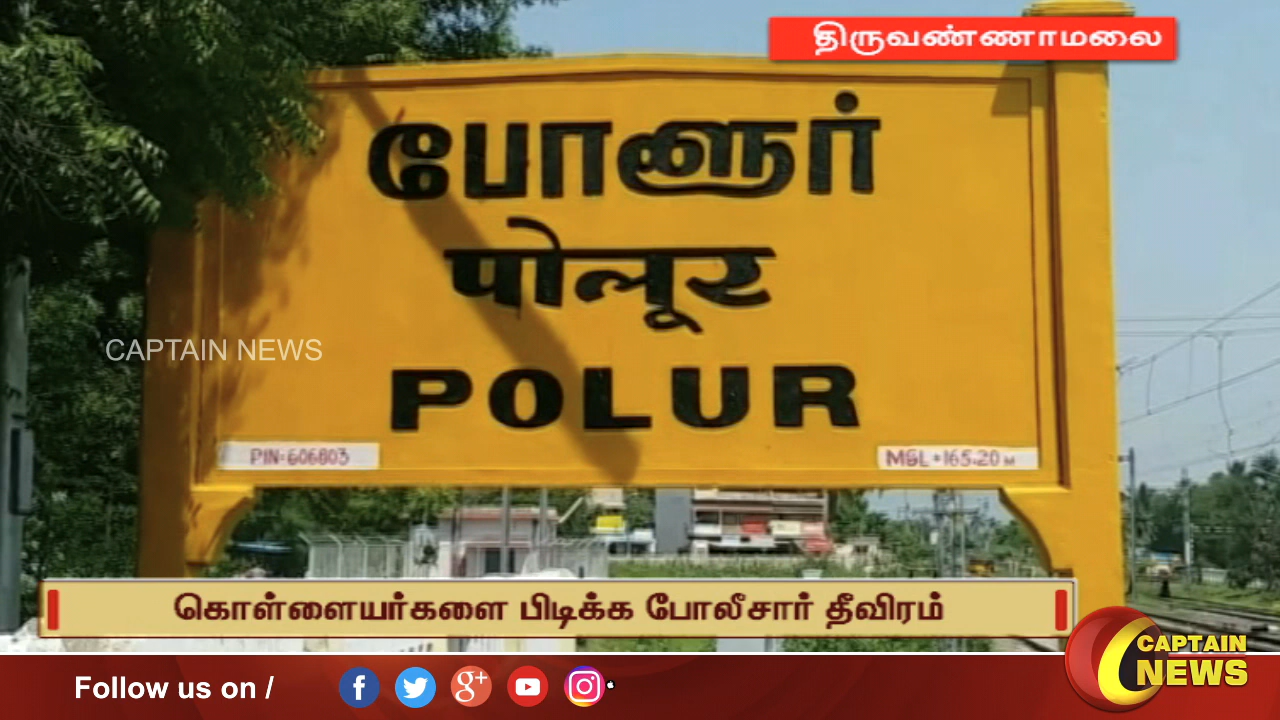 திருவண்ணாமலை
போளூர்
पोलूर
POLUR
CAPTAIN NEWS
PIN-606803
MSL +165.20 M
கொள்ளையர்களை பிடிக்க போலீசார் தீவிரம்
CAPTAIN
NEWS
Follow us on /